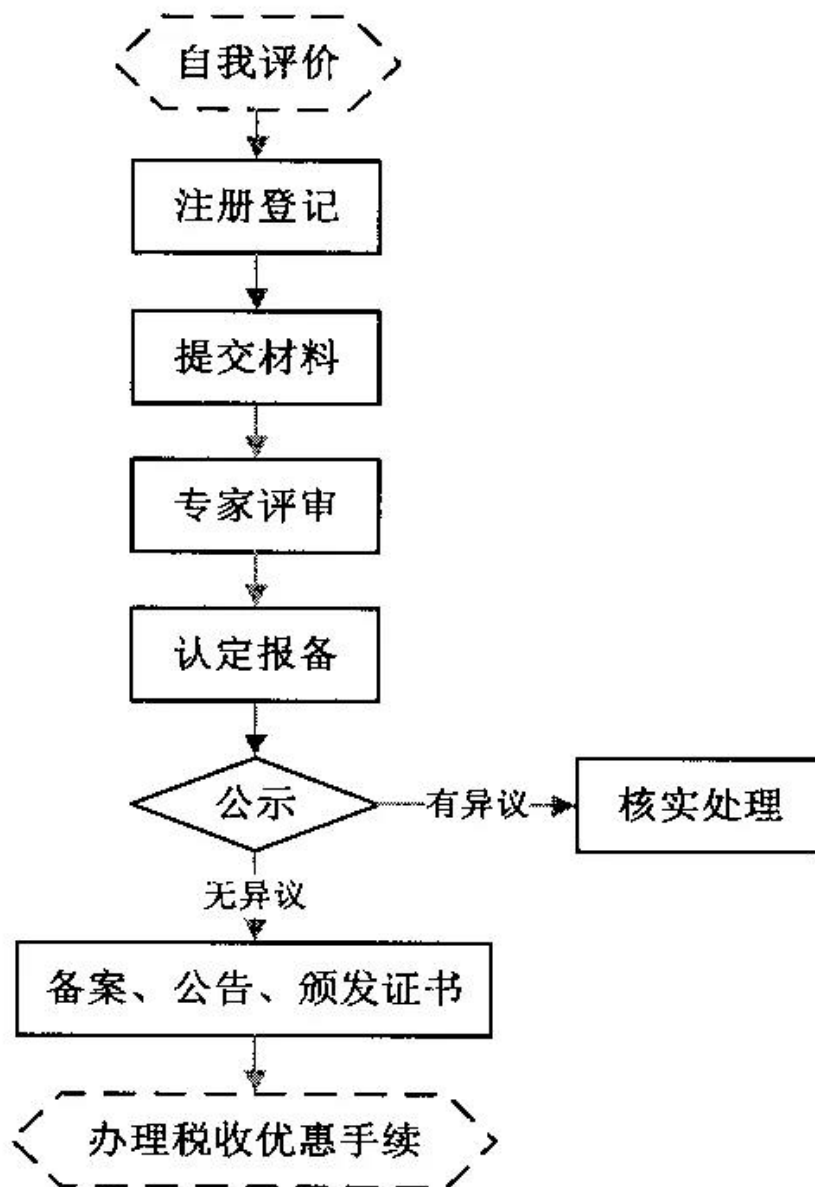 自我评价
注册登记
提交材料
专家评审
认定报备
公示
有异议
核实处理
无异议
备案、公告、颁发证书
办理税收优惠手续